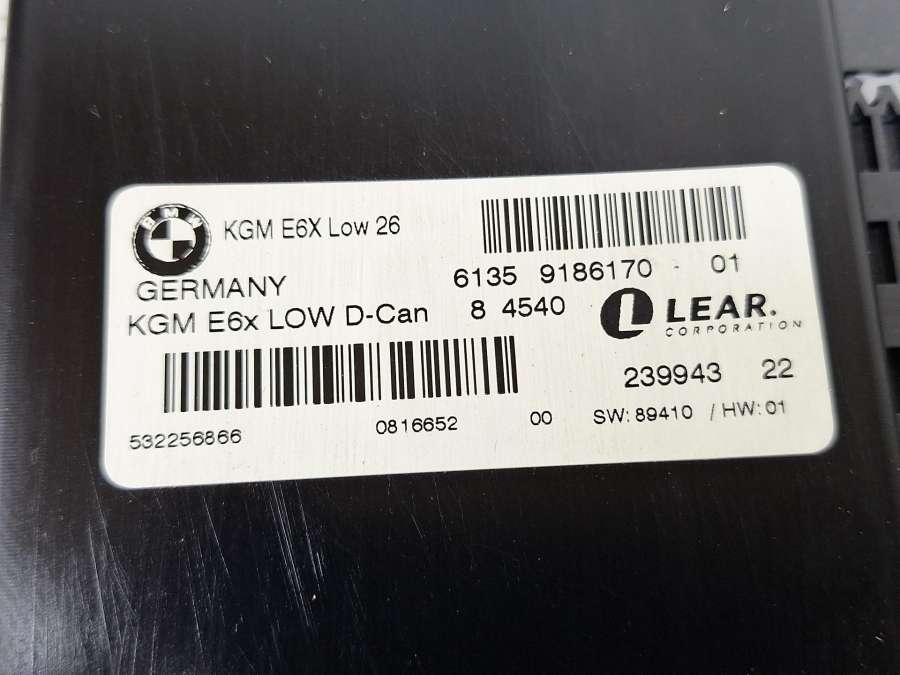 BMW
KGM E6X Low 26
GERMANY
6135 9186170 - 01
KGM E6x LOW D-Can 8 4540
L LEAR.
CORPORATION
239943 22
532256866 0816652 00 SW: 89410 / HW: 01